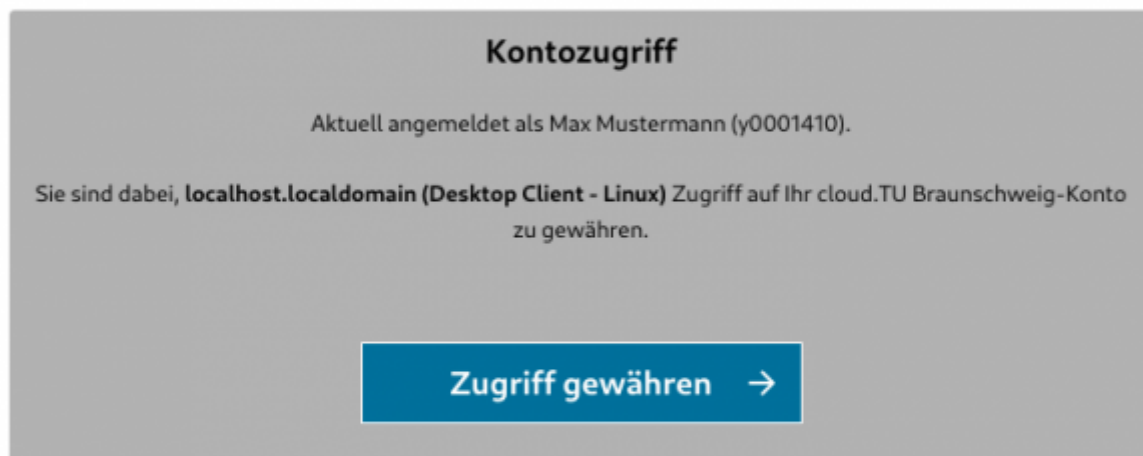 Kontozugriff
Aktuell angemeldet als Max Mustermann (y0001410).
Sie sind dabei, localhost.localdomain (Desktop Client - Linux) Zugriff auf Ihr cloud.TU Braunschweig-Konto
zu gewähren.
Zugriff gewähren →